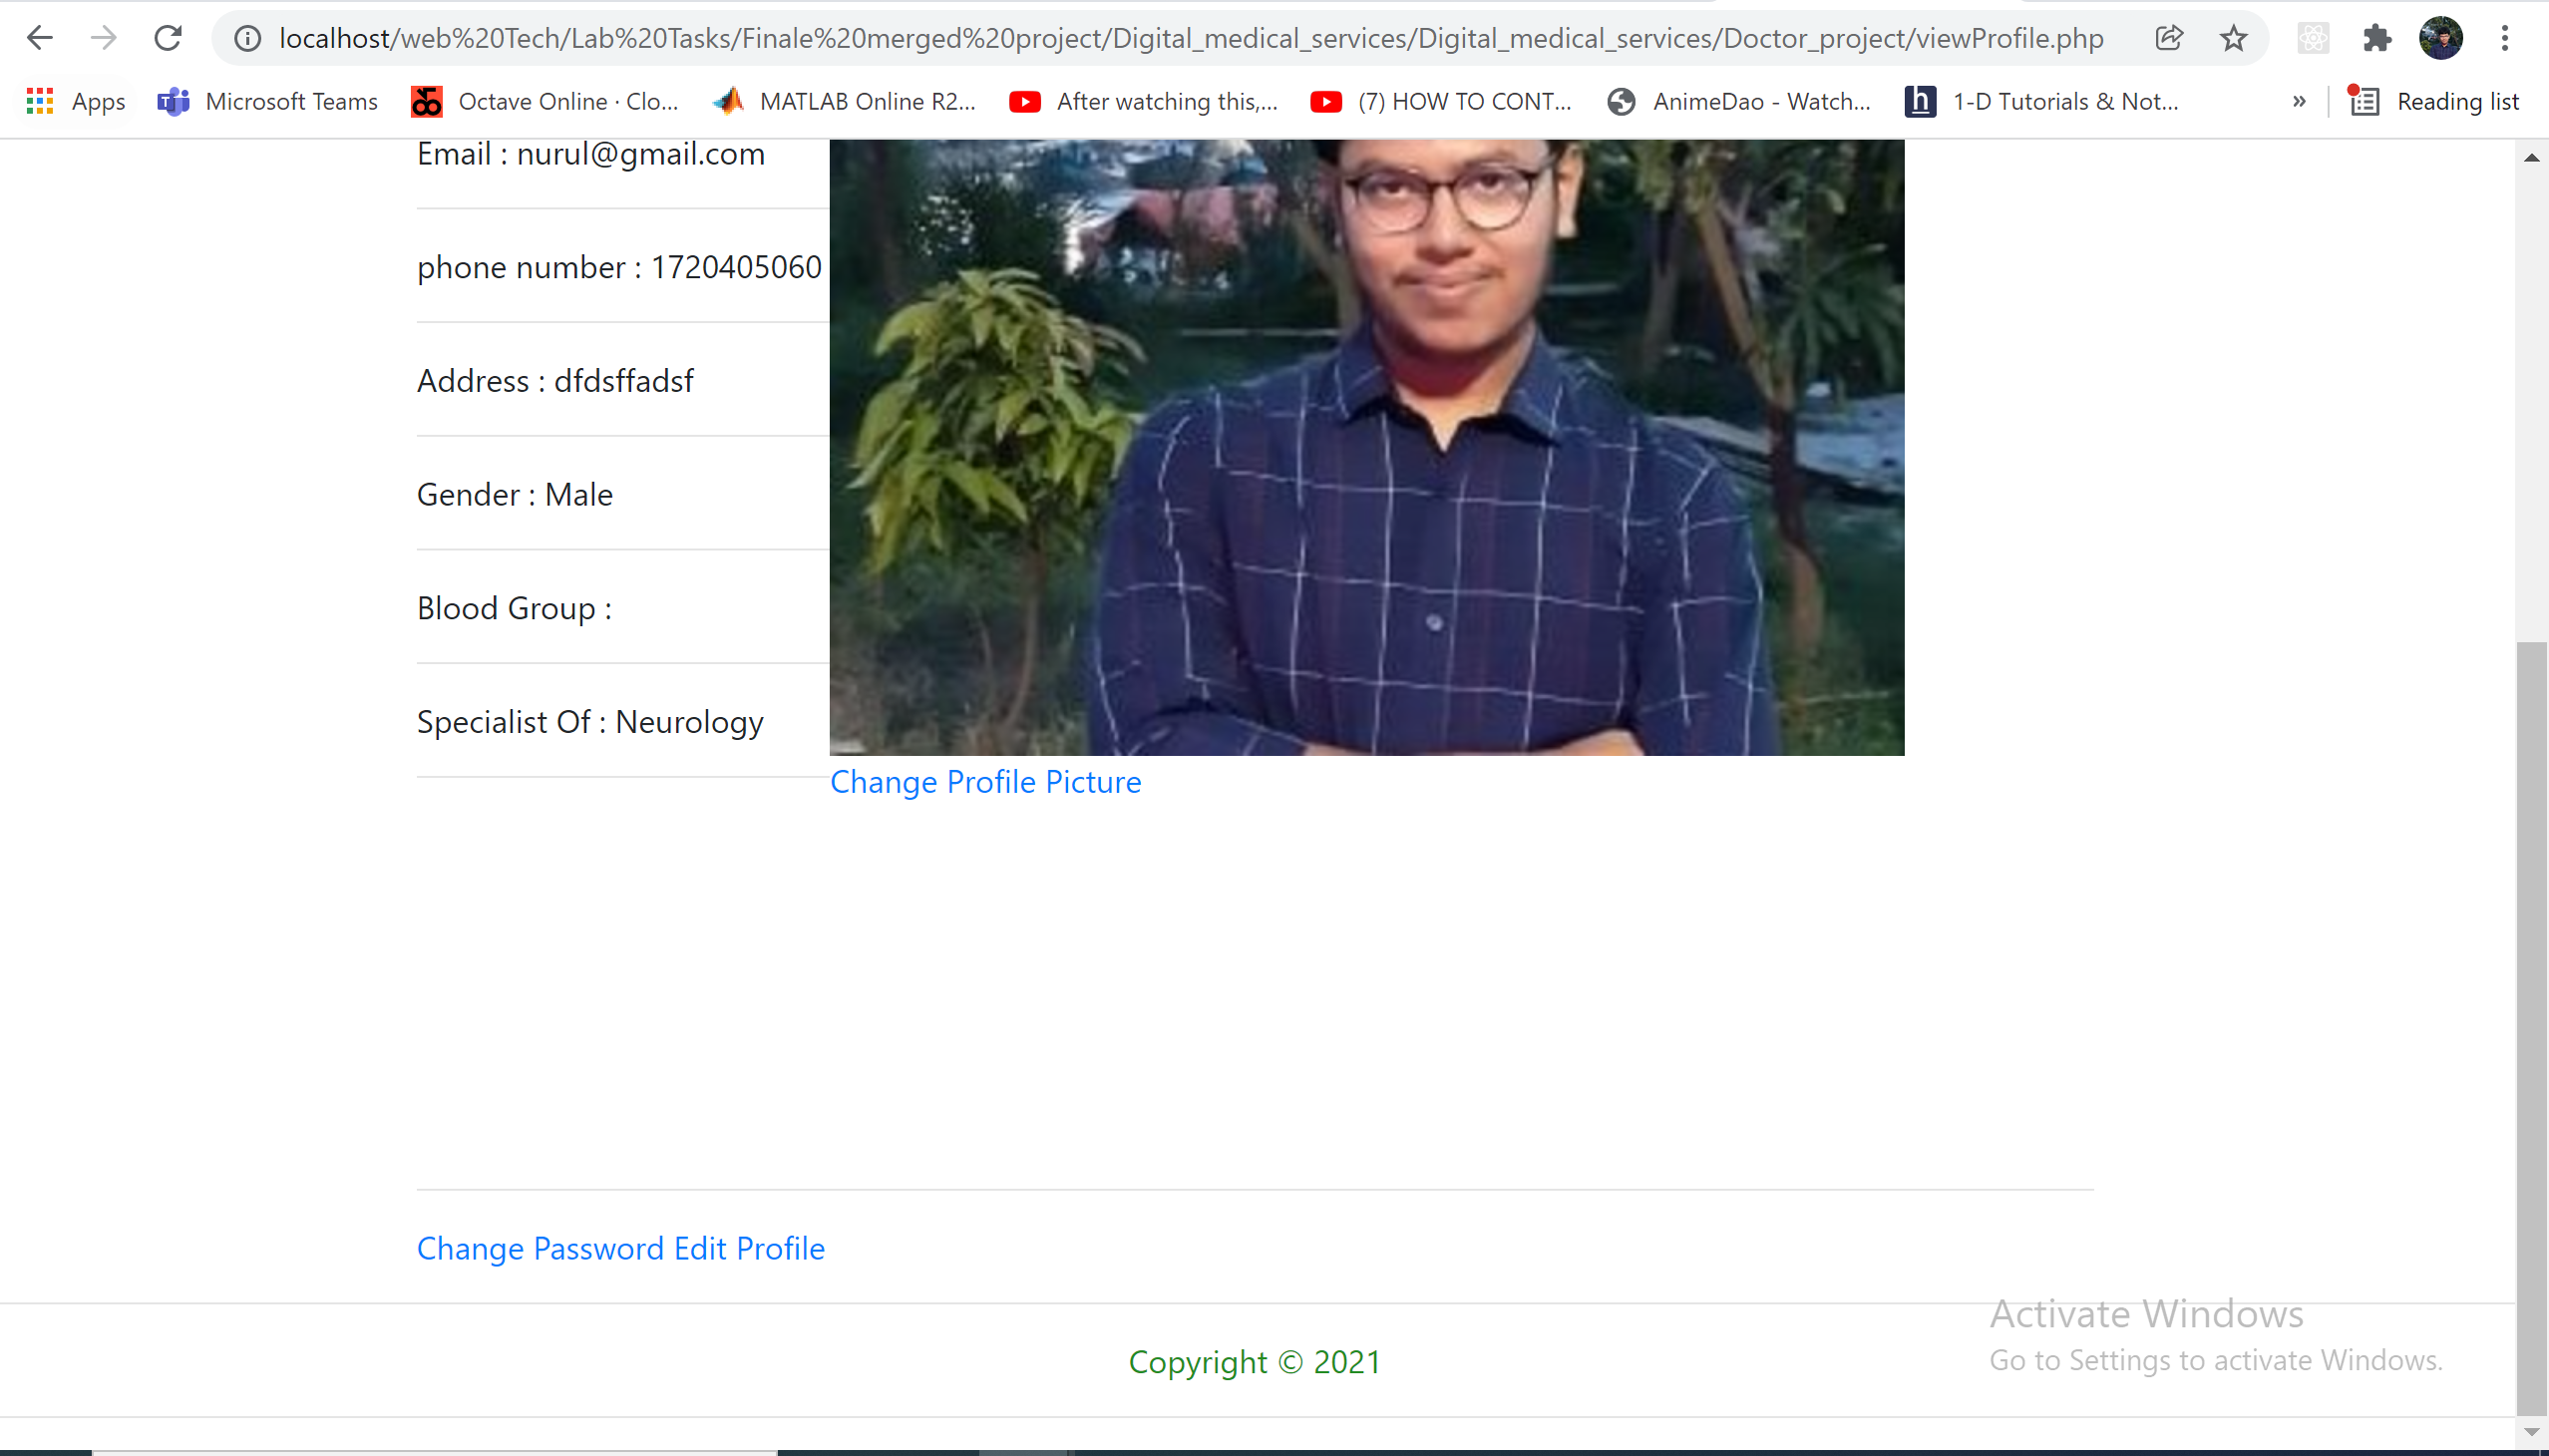 localhost/web%20Tech/Lab%20Tasks/Finale%20merged%20project/Digital_medical_services/Digital_medical_services/Doctor_project/viewProfile.php
Apps Microsoft Teams Octave Online · Clo... MATLAB Online R2... After watching this,... (7) HOW TO CONT... AnimeDao - Watch... h 1-D Tutorials & Not... » Reading list
Email : nurul@gmail.com
phone number : 1720405060
Address : dfdsffadsf
Gender : Male
Blood Group :
Specialist Of : Neurology
Change Profile Picture
Change Password Edit Profile
Copyright © 2021
Activate Windows
Go to Settings to activate Windows.